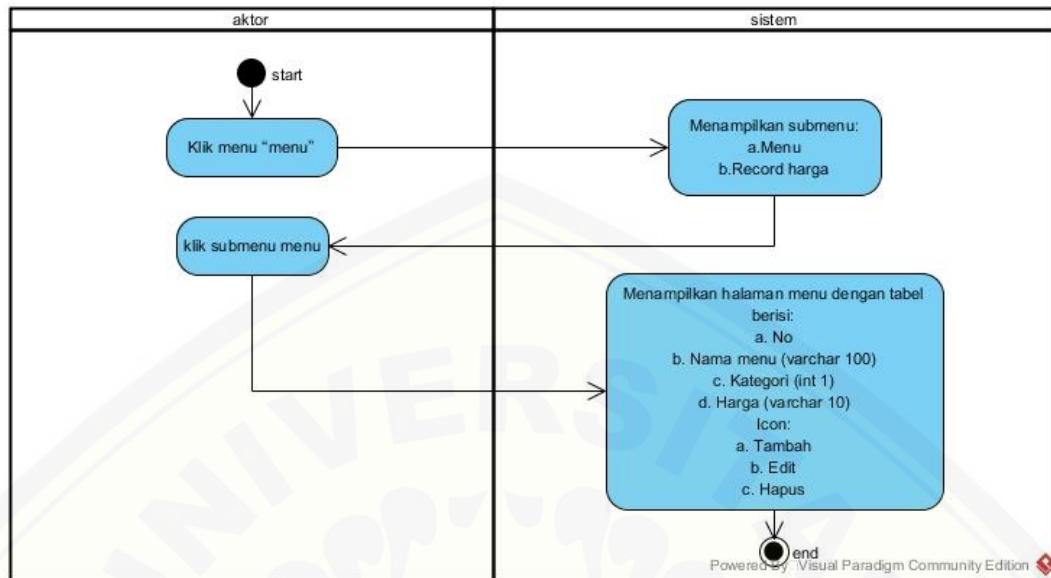 aktor
sistem
start
Klik menu “menu”
Menampilkan submenu:
a.Menu
b.Record harga
klik submenu menu
Menampilkan halaman menu dengan tabel
berisi:
a. No
b. Nama menu (varchar 100)
c. Kategori (int 1)
d. Harga (varchar 10)
Icon:
a. Tambah
b. Edit
c. Hapus
end
Powered By Visual Paradigm Community Edition
UNIVERSITA